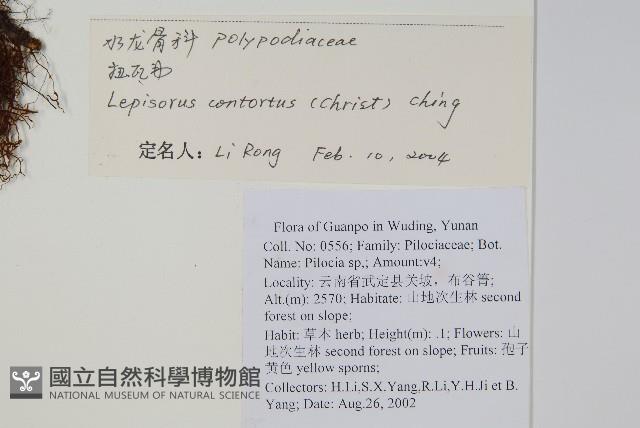 水龙骨科 Polypodiaceae
扭瓦韦
Lepisorus contortus (Christ) Ching
定名人: Li Rong Feb. 10, 2004
Flora of Guanpo in Wuding, Yunan
Coll. No: 0556; Family: Pilociaceae; Bot.
Name: Pilocia sp,; Amount:v4;
Locality: 云南省武定县关坡，布谷箐;
Alt.(m): 2570; Habitate: 山地次生林 second
forest on slope;
Habit: 草本 herb; Height(m): .1; Flowers: 山
地次生林 second forest on slope; Fruits: 孢子
黄色 yellow sporns;
Collectors: H.Li,S.X.Yang,R.Li,Y.H.Ji et B.
Yang; Date: Aug.26, 2002
國立自然科學博物館
NATIONAL MUSEUM OF NATURAL SCIENCE